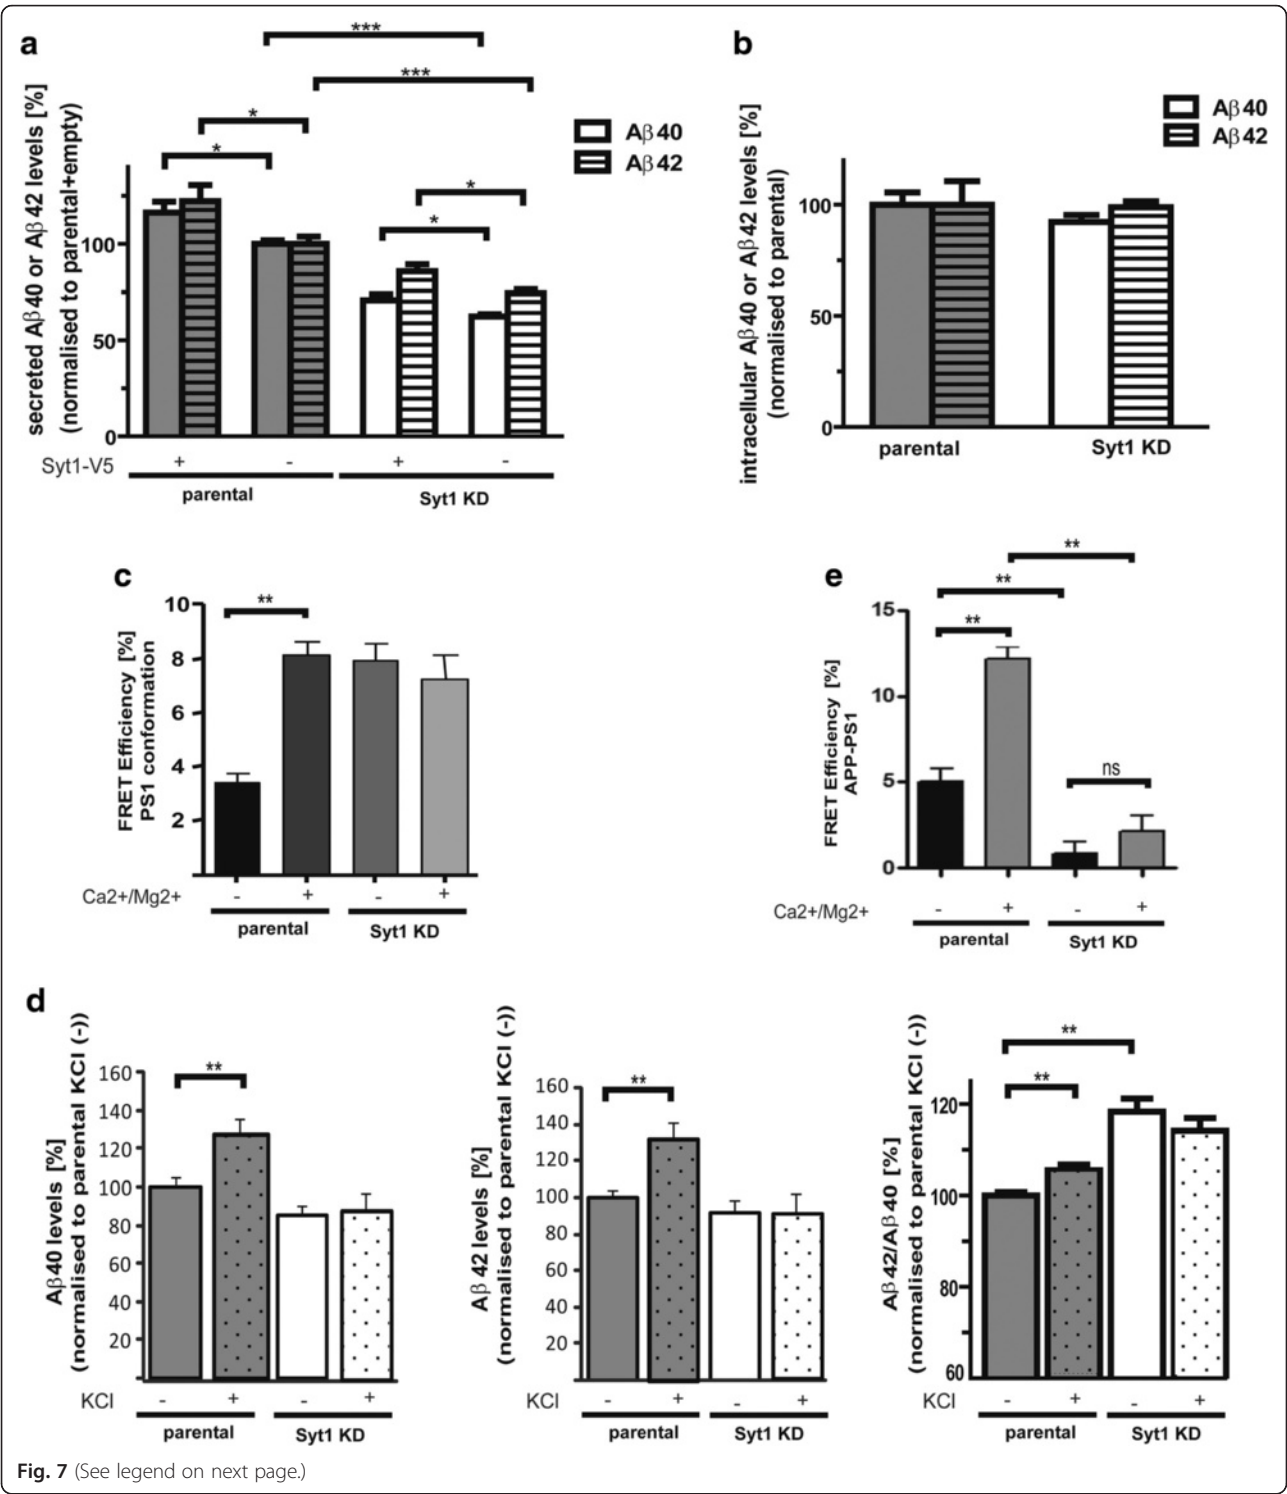 a
secreted Aβ40 or Aβ 42 levels [%]
(normalised to parental+empty)
***
***
*
*
*
*
Aβ40
Aβ42
100
50
0
Syt1-V5 + - + -
parental Syt1 KD
b
intracellular Aβ40 or Aβ42 levels [%]
(normalised to parental)
Aβ40
Aβ42
100
50
0
parental Syt1 KD
c
FRET Efficiency [%]
PS1 conformation
**
10
8
6
4
2
Ca2+/Mg2+ - + - +
parental Syt1 KD
e
FRET Efficiency [%]
APP-PS1
**
**
**
ns
15
10
5
0
Ca2+/Mg2+ - + - +
parental Syt1 KD
d
Aβ40 levels [%]
(normalised to parental KCl (-))
**
160
140
120
100
80
60
40
20
KCl - + - +
parental Syt1 KD
Aβ 42 levels [%]
(normalised to parental KCl (-))
**
160
140
120
100
80
60
40
20
- + - +
parental Syt1 KD
Aβ42/Aβ40 [%]
(normalised to parental KCl (-))
**
**
120
100
80
60
KCl - + - +
parental Syt1 KD
Fig. 7 (See legend on next page.)